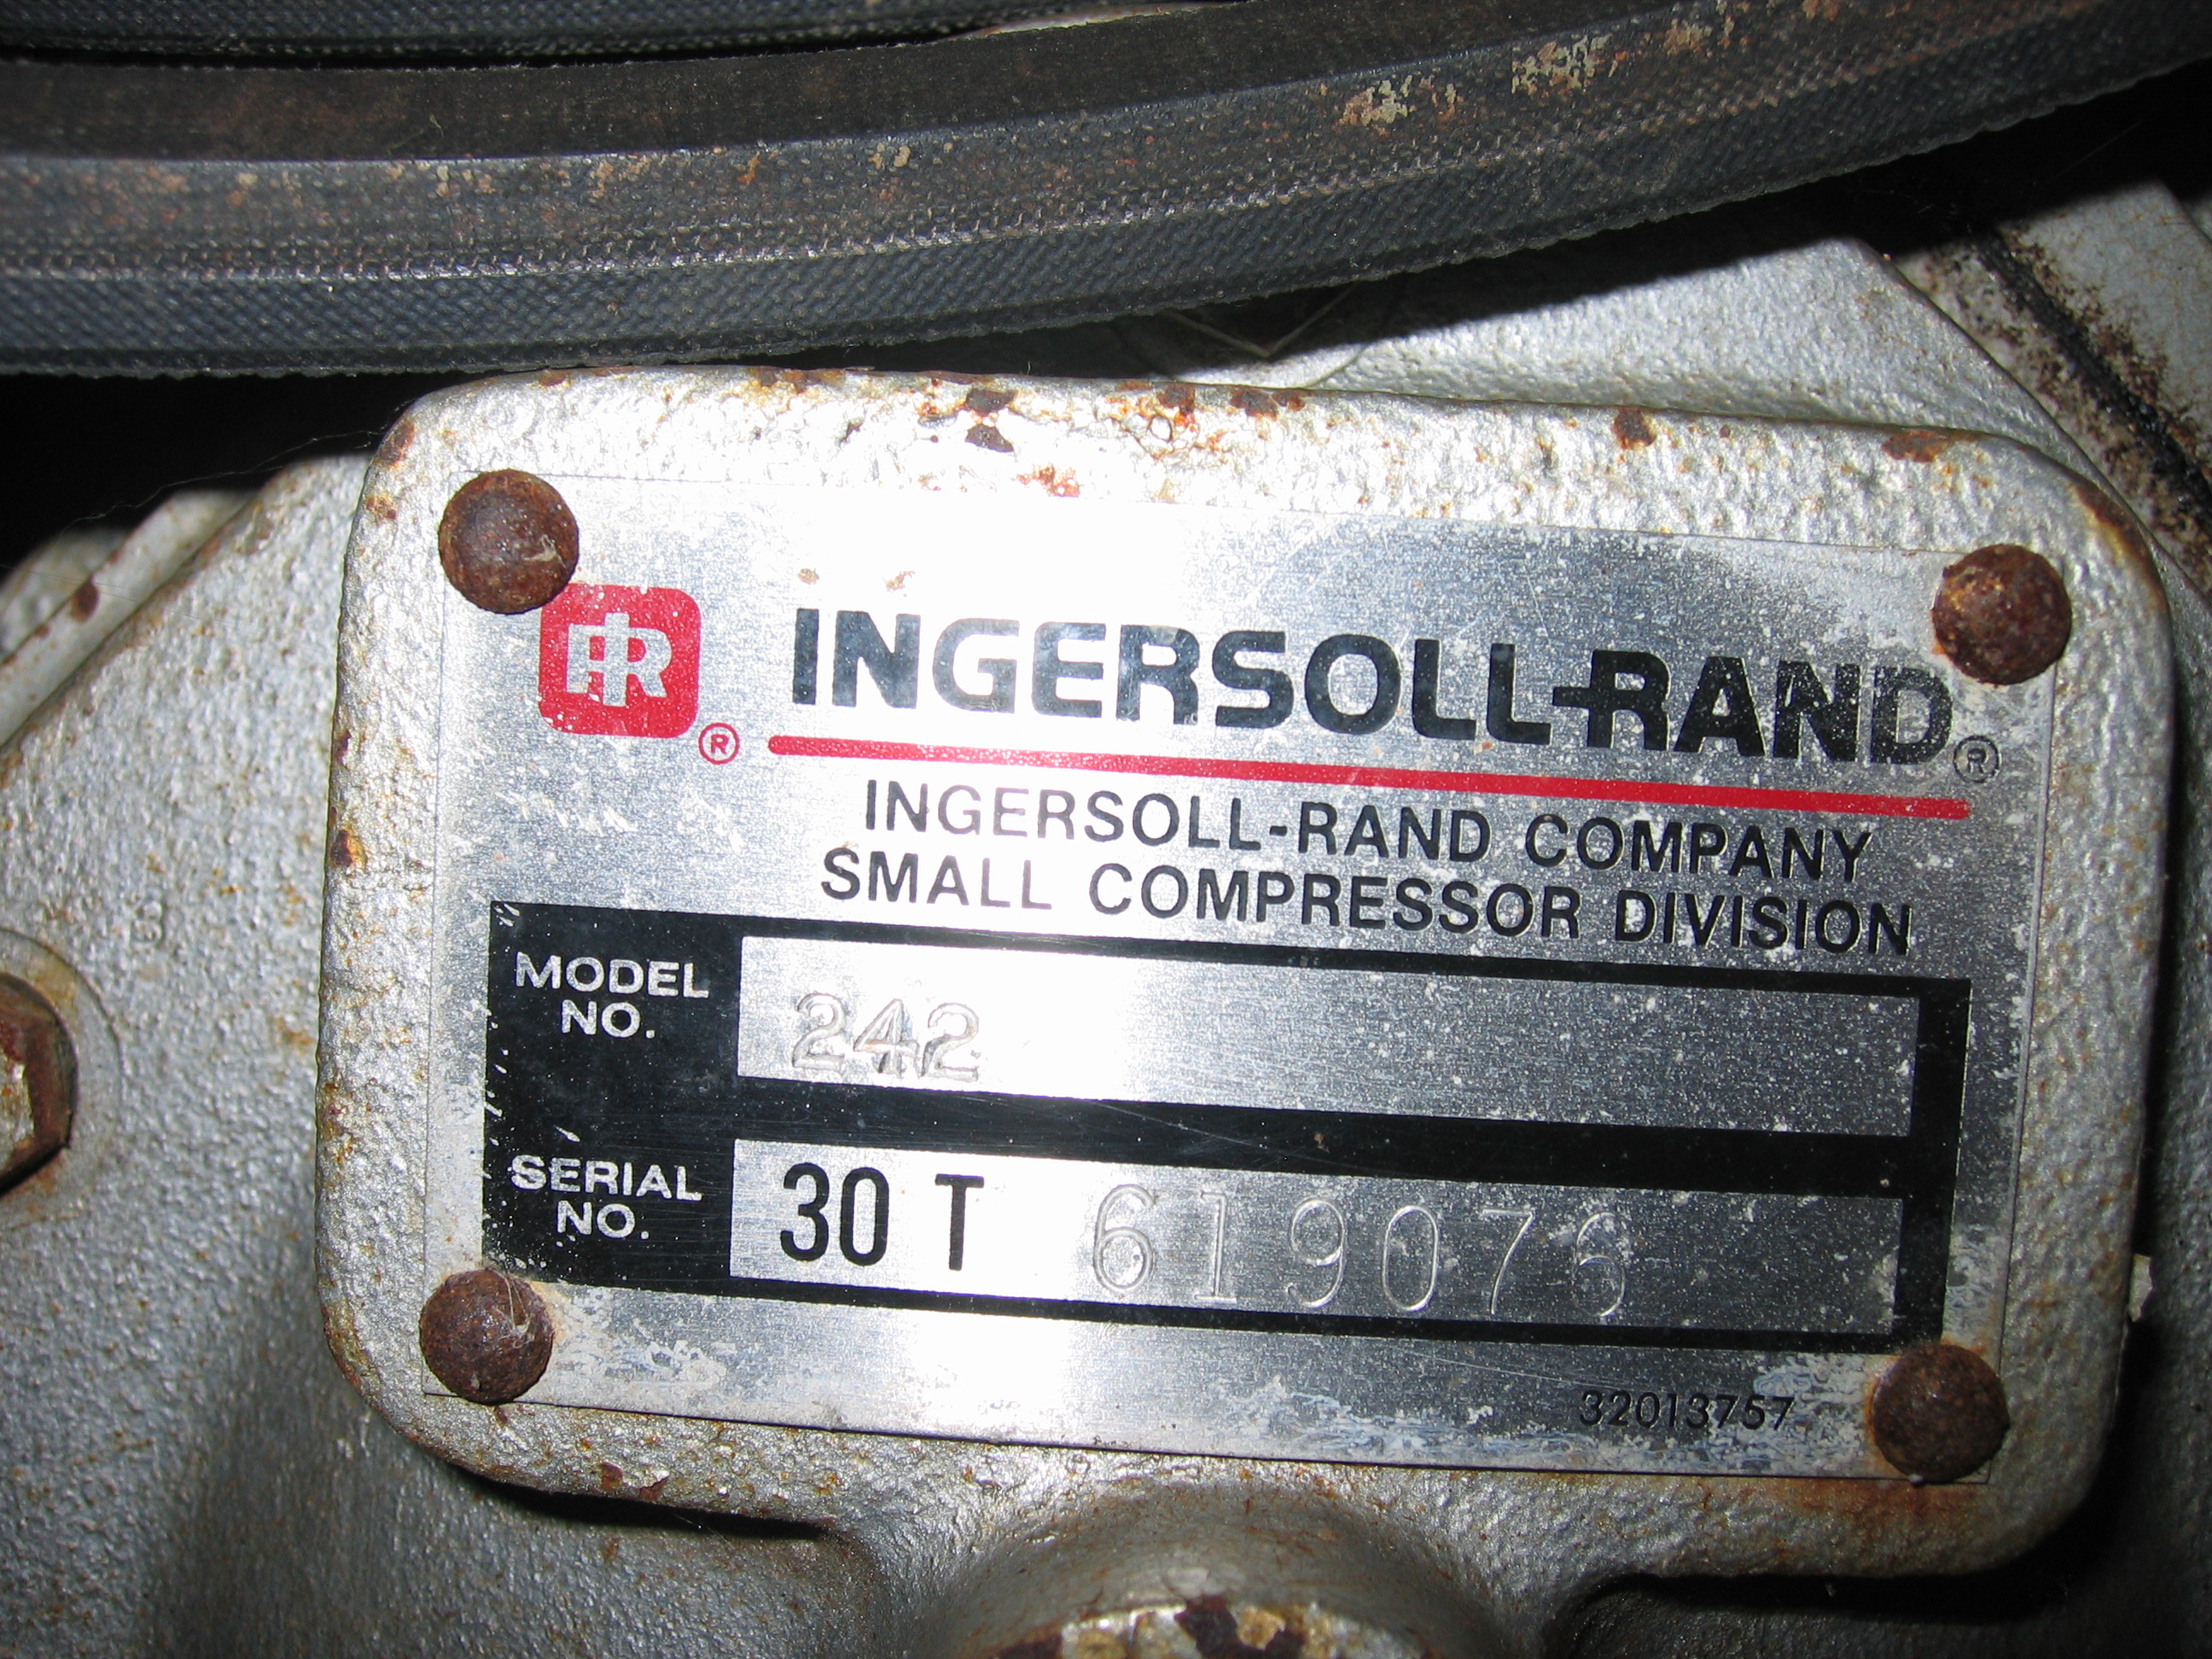 IR ® INGERSOLL-RAND ®
INGERSOLL-RAND COMPANY
SMALL COMPRESSOR DIVISION
MODEL NO. 242
SERIAL NO. 30 T 619076
32013757